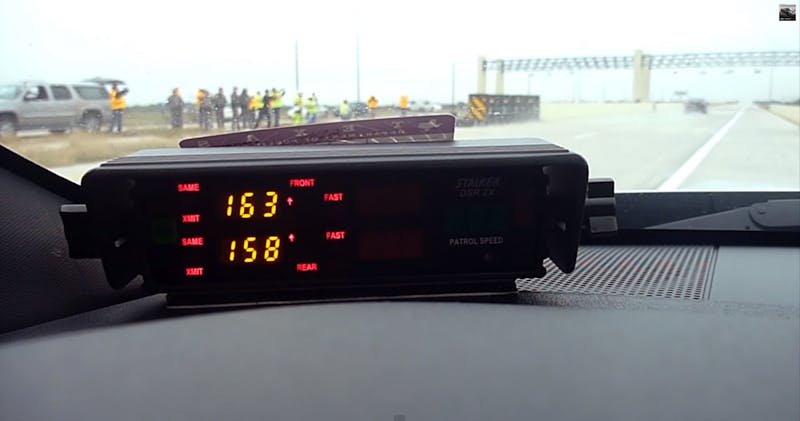 SAME FRONT
163 FAST
XMIT
SAME FAST
158
XMIT REAR
STALKER
DSR 2X
PATROL SPEED